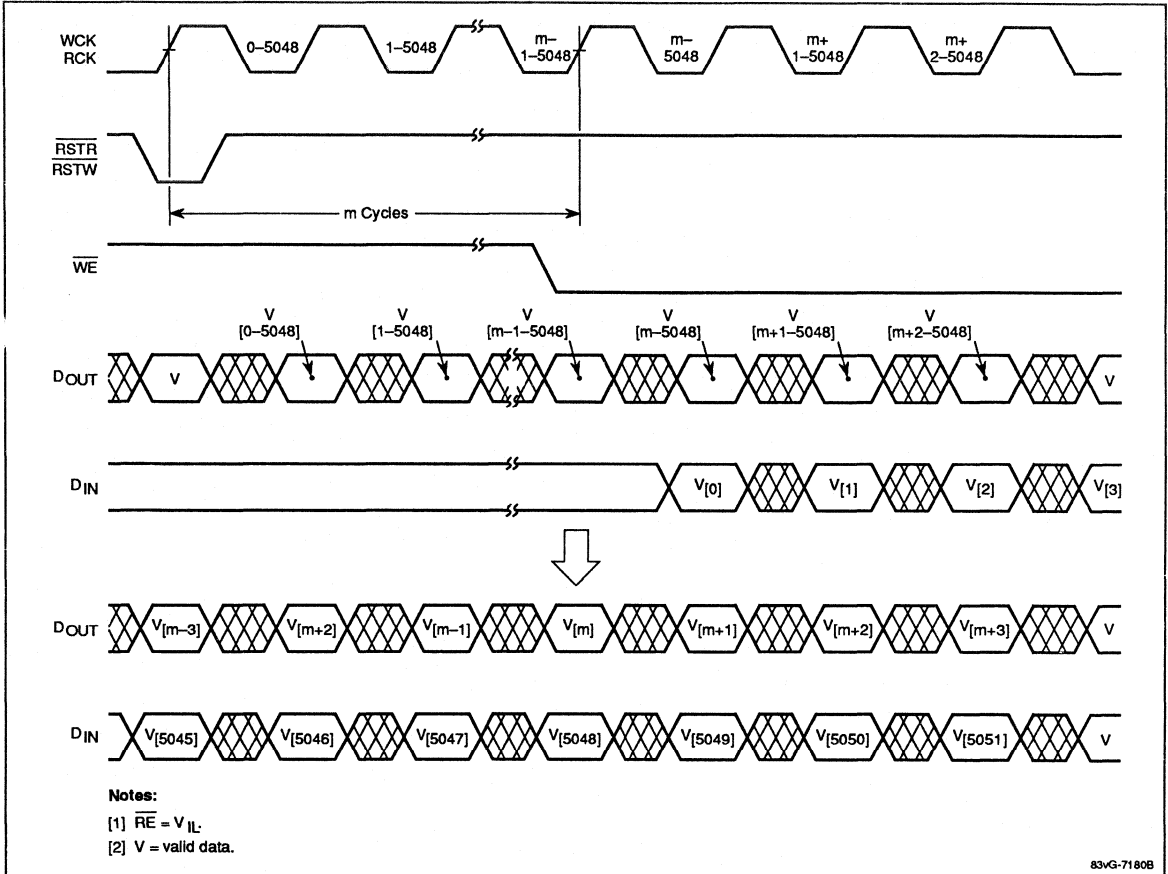 WCK
RCK
0–5048
1–5048
m–
1–5048
m–
5048
m+
1–5048
m+
2–5048
RSTR
RSTW
m Cycles
WE
V
[0–5048]
V
[1–5048]
V
[m–1–5048]
V
[m–5048]
V
[m+1–5048]
V
[m+2–5048]
DOUT
V
V
DIN
V[0]
V[1]
V[2]
V[3]
DOUT
V[m–3]
V[m+2]
V[m–1]
V[m]
V[m+1]
V[m+2]
V[m+3]
V
DIN
V[5045]
V[5046]
V[5047]
V[5048]
V[5049]
V[5050]
V[5051]
V
Notes:
[1] RE = VIL.
[2] V = valid data.
83vG-7180B